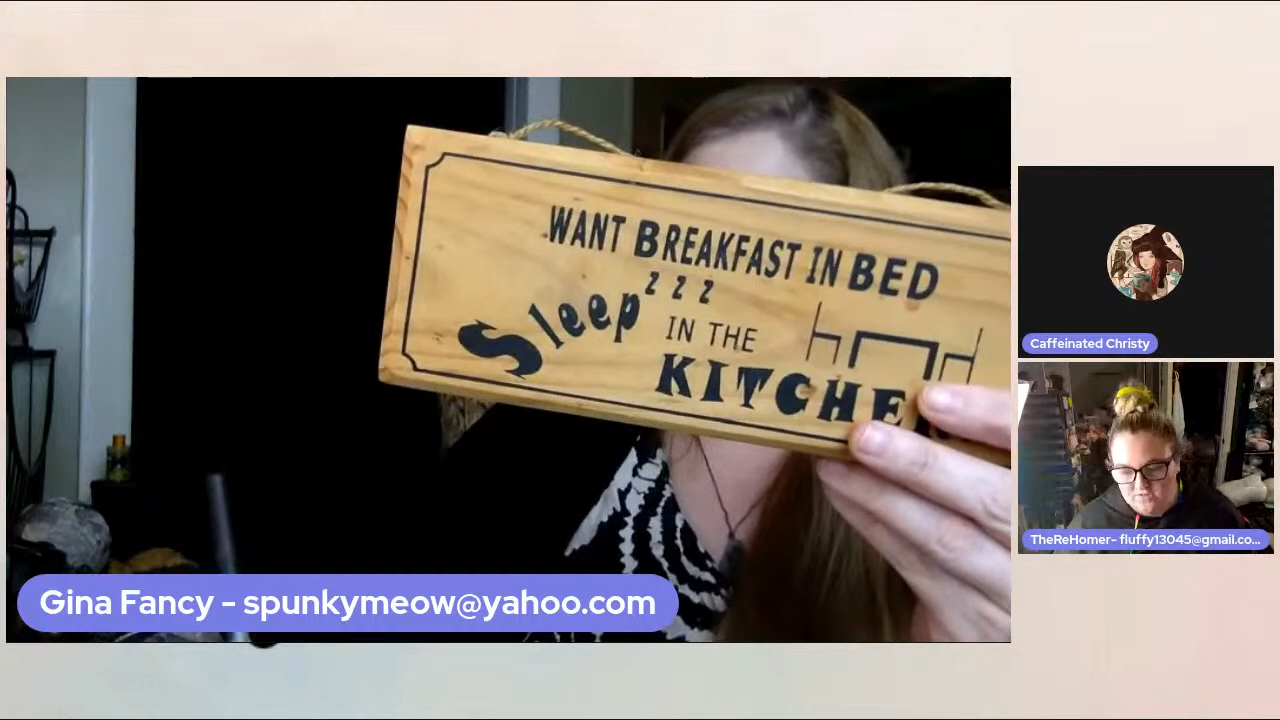 WANT BREAKFAST IN BED
z z z
Sleep
IN THE
KITCHE
Gina Fancy - spunkymeow@yahoo.com
Caffeinated Christy
TheReHomer- fluffy13045@gmail.co...